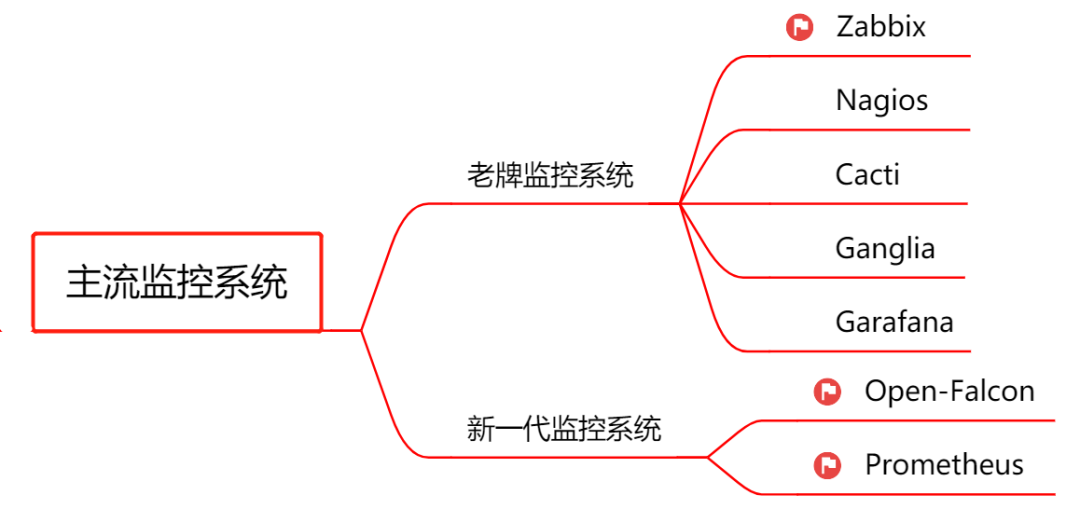 Zabbix
Nagios
老牌监控系统
Cacti
Ganglia
主流监控系统
Garafana
Open-Falcon
新一代监控系统
Prometheus